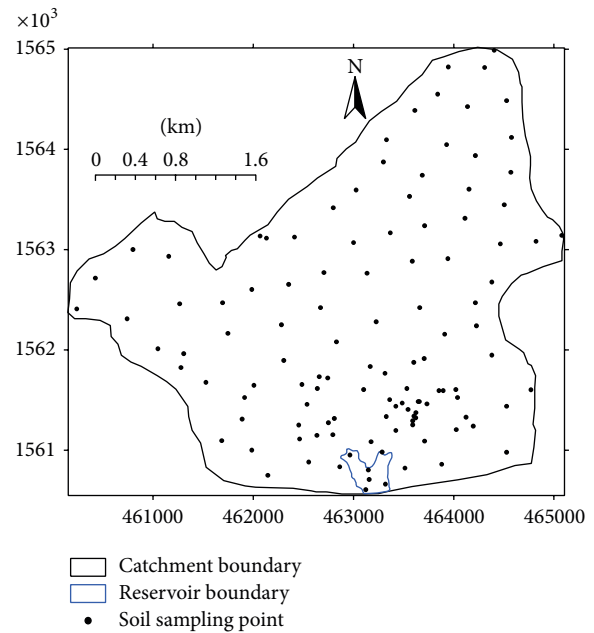 ×10³
1565
N
(km)
1564
0 0.4 0.8 1.6
1563
1562
1561
461000 462000 463000 464000 465000
Catchment boundary
Reservoir boundary
Soil sampling point